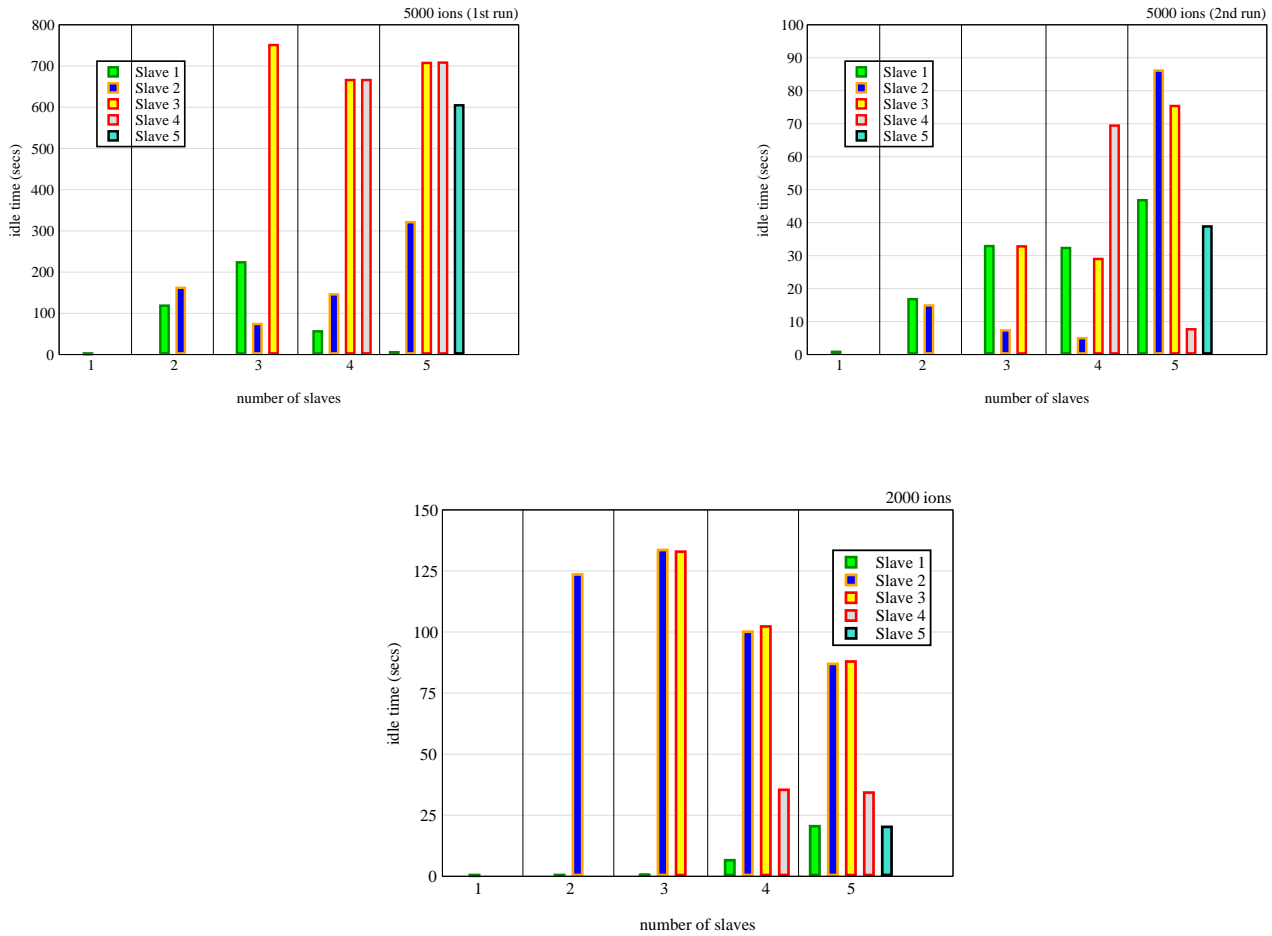 5000 ions (1st run)
800
700
600
500
400
300
200
100
0
idle time (secs)
Slave 1
Slave 2
Slave 3
Slave 4
Slave 5
1 2 3 4 5
number of slaves
5000 ions (2nd run)
100
90
80
70
60
50
40
30
20
10
0
idle time (secs)
Slave 1
Slave 2
Slave 3
Slave 4
Slave 5
1 2 3 4 5
number of slaves
2000 ions
150
125
100
75
50
25
0
idle time (secs)
Slave 1
Slave 2
Slave 3
Slave 4
Slave 5
1 2 3 4 5
number of slaves